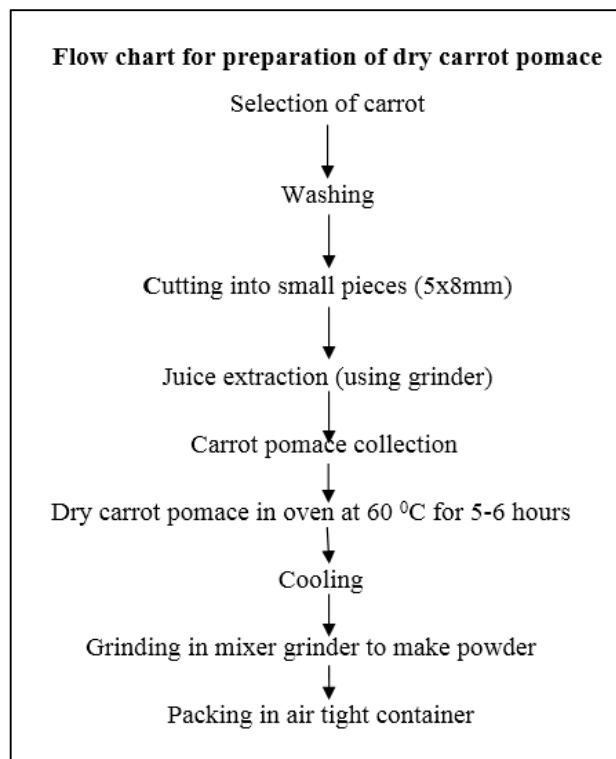 Flow chart for preparation of dry carrot pomace
Selection of carrot
Washing
Cutting into small pieces (5x8mm)
Juice extraction (using grinder)
Carrot pomace collection
Dry carrot pomace in oven at 60 ⁰C for 5-6 hours
Cooling
Grinding in mixer grinder to make powder
Packing in air tight container